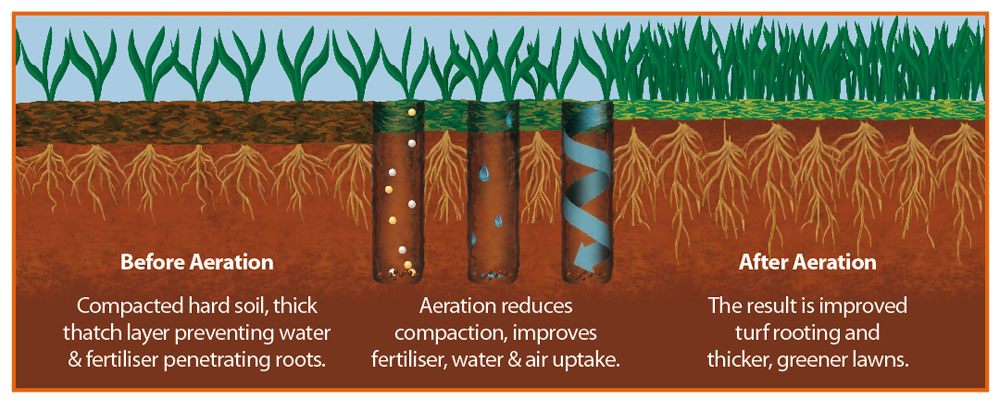 Before Aeration
Compacted hard soil, thick
thatch layer preventing water
& fertiliser penetrating roots.
Aeration reduces
compaction, improves
fertiliser, water & air uptake.
After Aeration
The result is improved
turf rooting and
thicker, greener lawns.